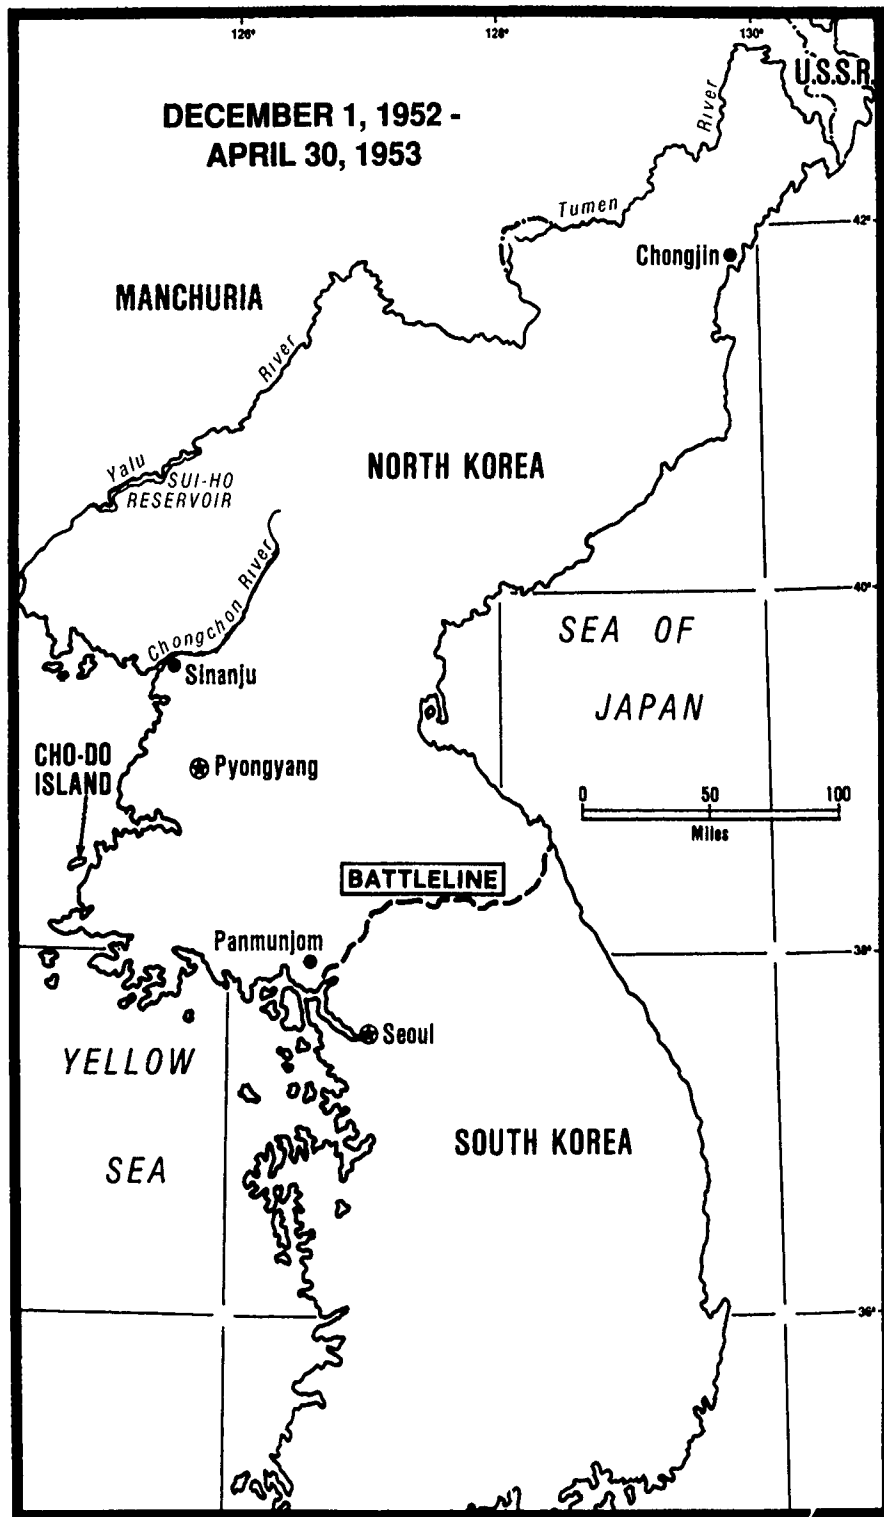 126°
128°
130°
U.S.S.R.
DECEMBER 1, 1952 -
APRIL 30, 1953
River
Tumen
42°
Chongjin
MANCHURIA
River
NORTH KOREA
Yalu
SUI-HO
RESERVOIR
Chongchon River
40°
SEA OF
JAPAN
Sinanju
CHO-DO
ISLAND
Pyongyang
0 50 100
Miles
BATTLELINE
Panmunjom
38°
Seoul
YELLOW
SEA
SOUTH KOREA
36°